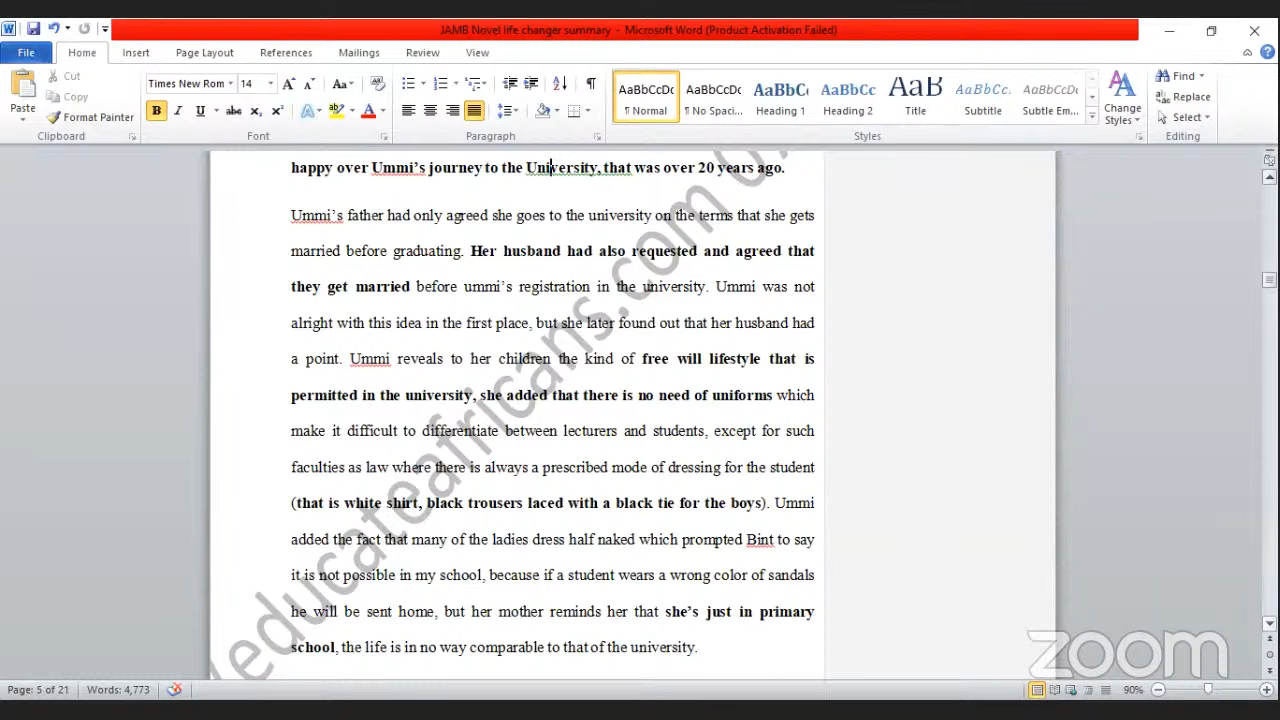 JAMB Novel life changer summary - Microsoft Word (Product Activation Failed)
File Home Insert Page Layout References Mailings Review View
Cut
Copy
Paste
Format Painter
Clipboard
Times New Rom 14
Font
Paragraph
AaBbCcDc AaBbCcDc AaBbCc AaBbCc AaB AaBbCc. AaBbCcDc
¶ Normal ¶ No Spaci... Heading 1 Heading 2 Title Subtitle Subtle Em...
Change Styles
Styles
Find
Replace
Select
Editing
happy over Ummi's journey to the University, that was over 20 years ago.
Ummi's father had only agreed she goes to the university on the terms that she gets
married before graduating. Her husband had also requested and agreed that
they get married before ummi's registration in the university. Ummi was not
alright with this idea in the first place, but she later found out that her husband had
a point. Ummi reveals to her children the kind of free will lifestyle that is
permitted in the university, she added that there is no need of uniforms which
make it difficult to differentiate between lecturers and students, except for such
faculties as law where there is always a prescribed mode of dressing for the student
(that is white shirt, black trousers laced with a black tie for the boys). Ummi
added the fact that many of the ladies dress half naked which prompted Bint to say
it is not possible in my school, because if a student wears a wrong color of sandals
he will be sent home, but her mother reminds her that she's just in primary
school, the life is in no way comparable to that of the university.
educateafricans.com
zoom
Page: 5 of 21 Words: 4,773 90%